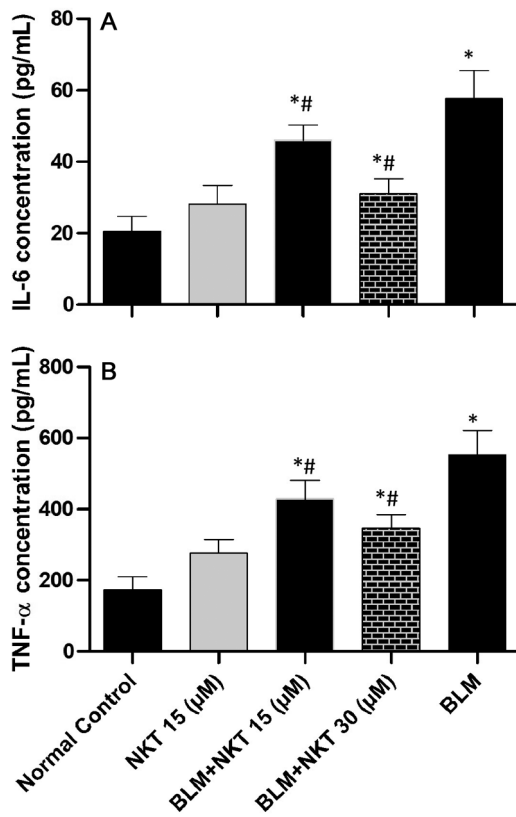 A
IL-6 concentration (pg/mL)
80
60
40
20
0
*#
*#
*
B
TNF-α concentration (pg/mL)
800
600
400
200
0
*#
*#
*
Normal Control
NKT 15 (µM)
BLM+NKT 15 (µM)
BLM+NKT 30 (µM)
BLM